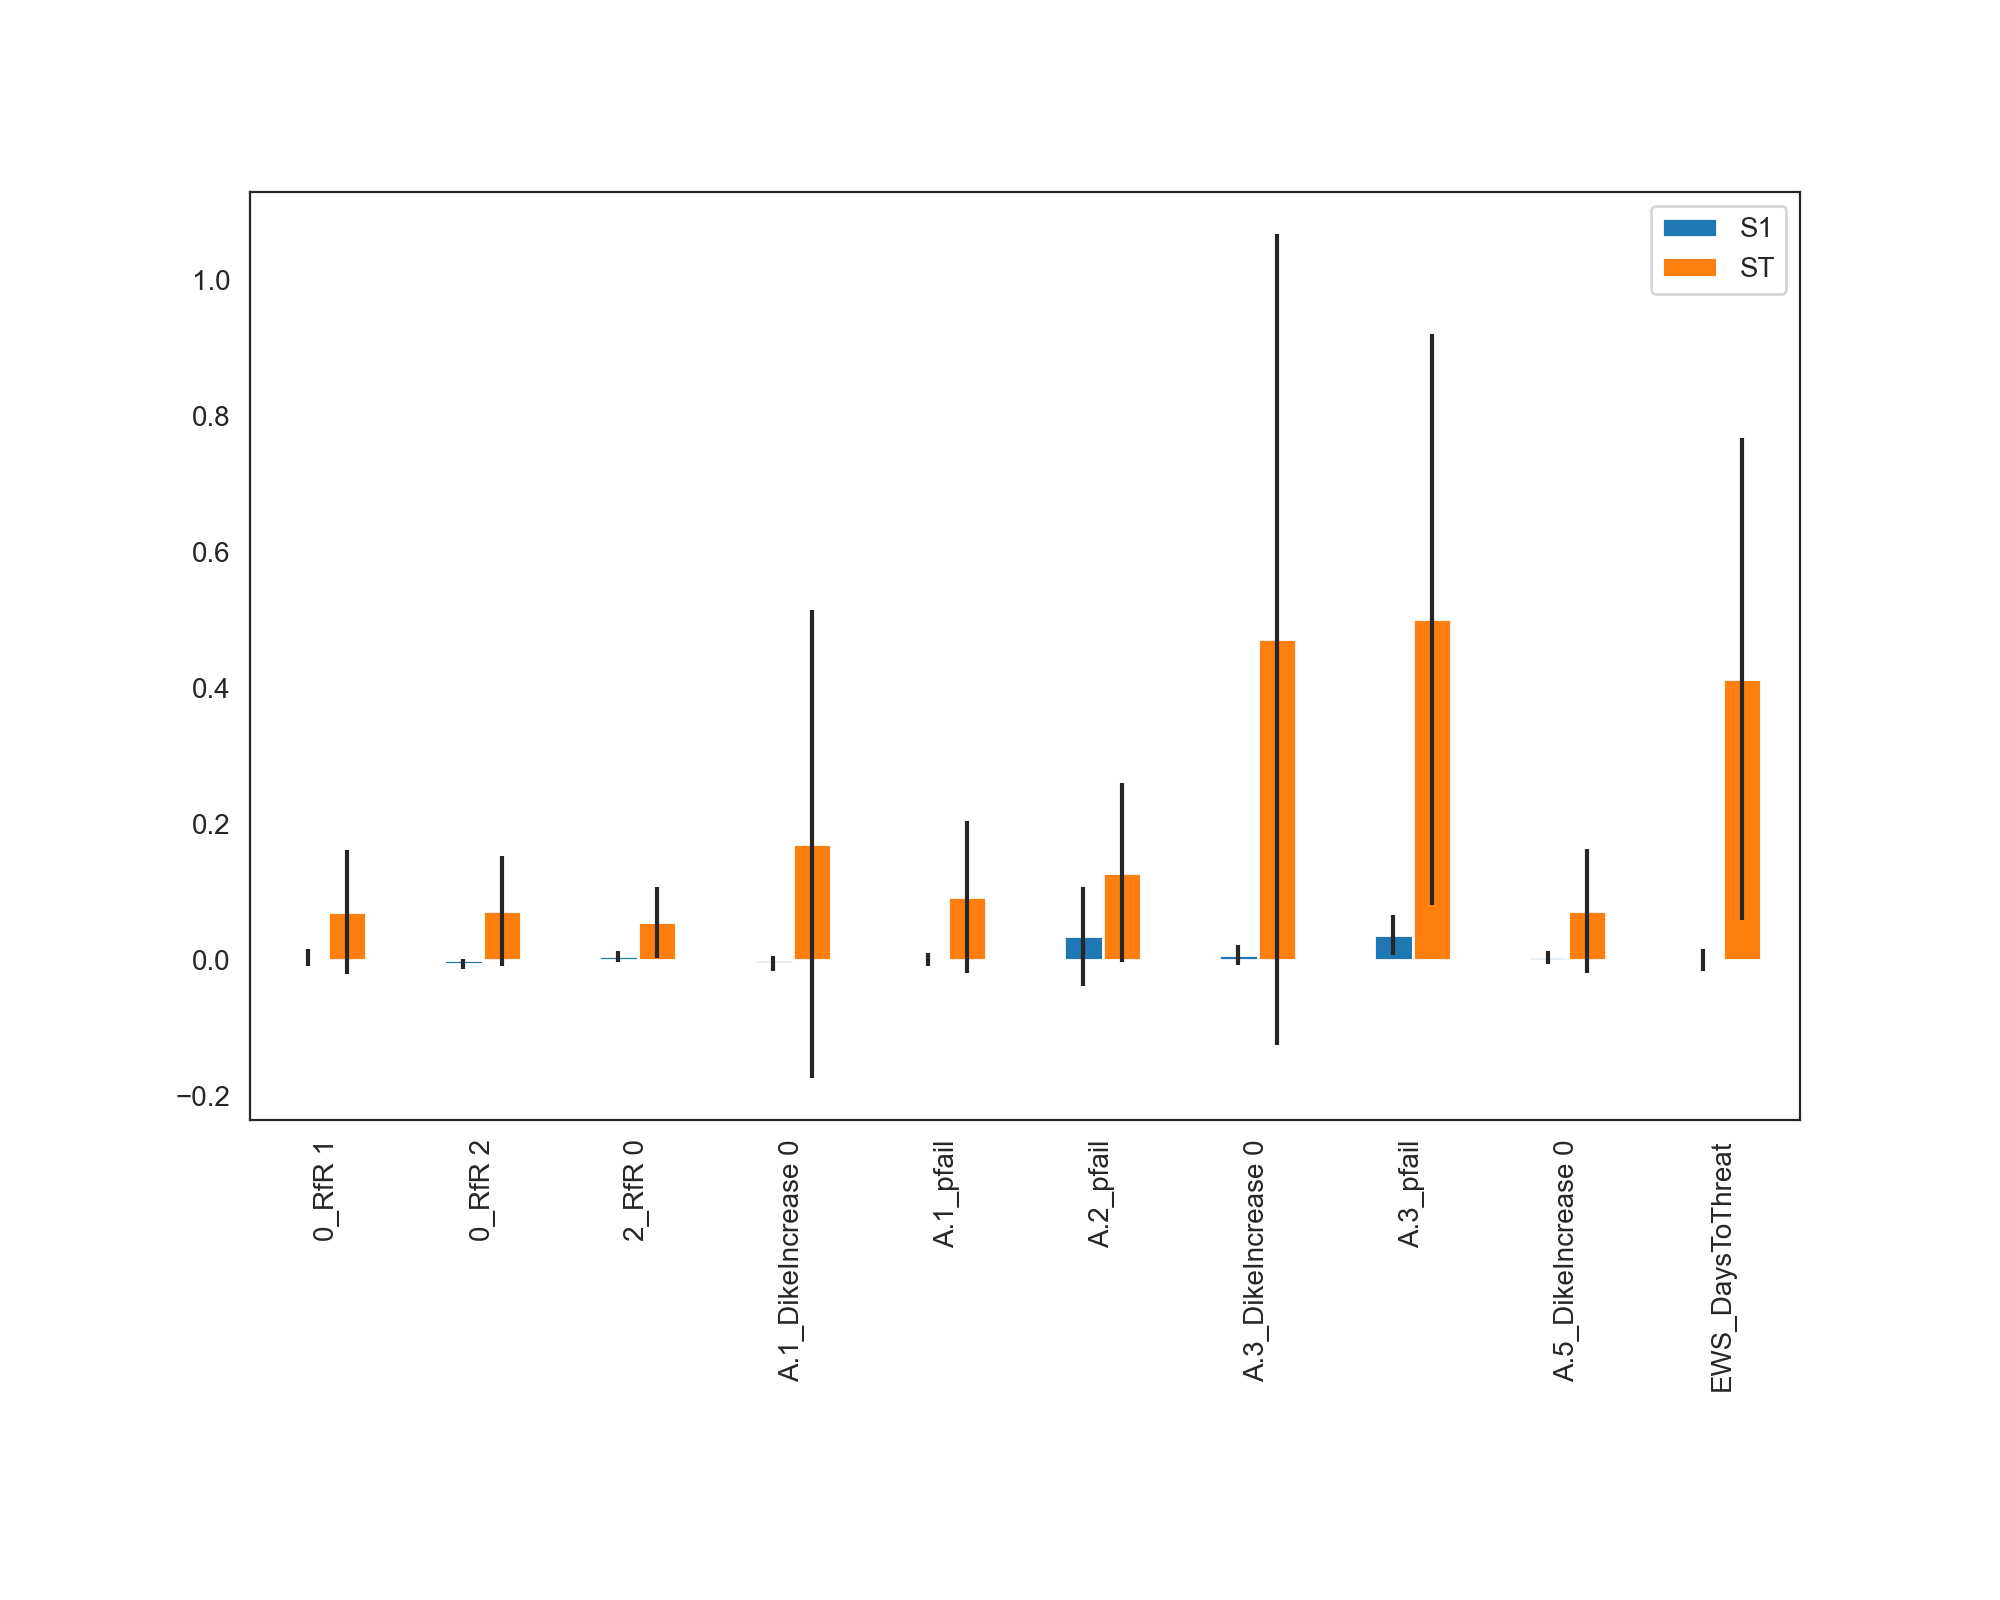 S1
ST
1.0
0.8
0.6
0.4
0.2
0.0
−0.2
0_RfR 1
0_RfR 2
2_RfR 0
A.1_DikeIncrease 0
A.1_pfail
A.2_pfail
A.3_DikeIncrease 0
A.3_pfail
A.5_DikeIncrease 0
EWS_DaysToThreat